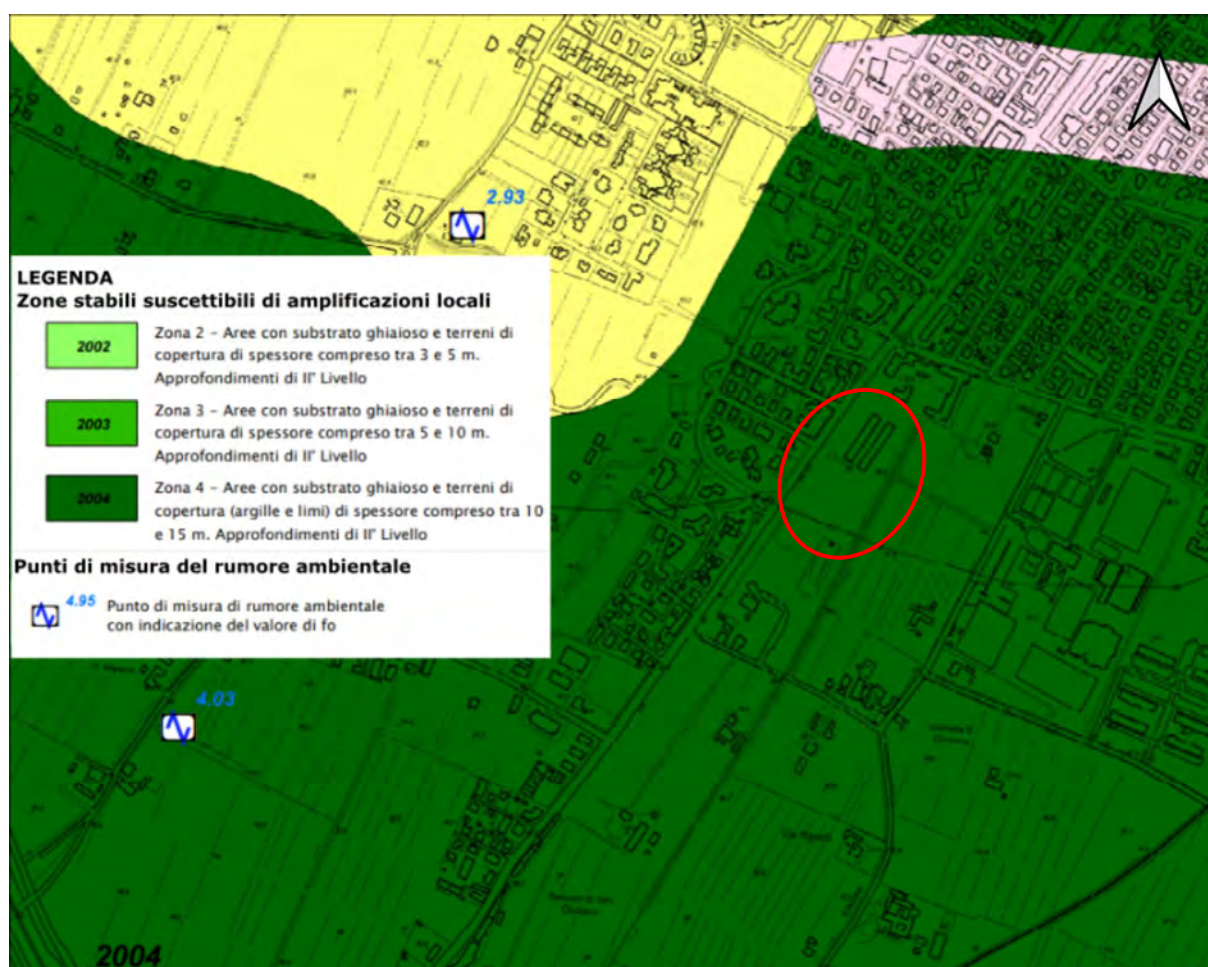 2.93
LEGENDA
Zone stabili suscettibili di amplificazioni locali
2002
Zona 2 – Aree con substrato ghiaioso e terreni di
copertura di spessore compreso tra 3 e 5 m.
Approfondimenti di II° Livello
2003
Zona 3 – Aree con substrato ghiaioso e terreni di
copertura di spessore compreso tra 5 e 10 m.
Approfondimenti di II° Livello
2004
Zona 4 – Aree con substrato ghiaioso e terreni di
copertura (argille e limi) di spessore compreso tra 10
e 15 m. Approfondimenti di II° Livello
Punti di misura del rumore ambientale
4.95
Punto di misura di rumore ambientale
con indicazione del valore di fo
4.03
2004